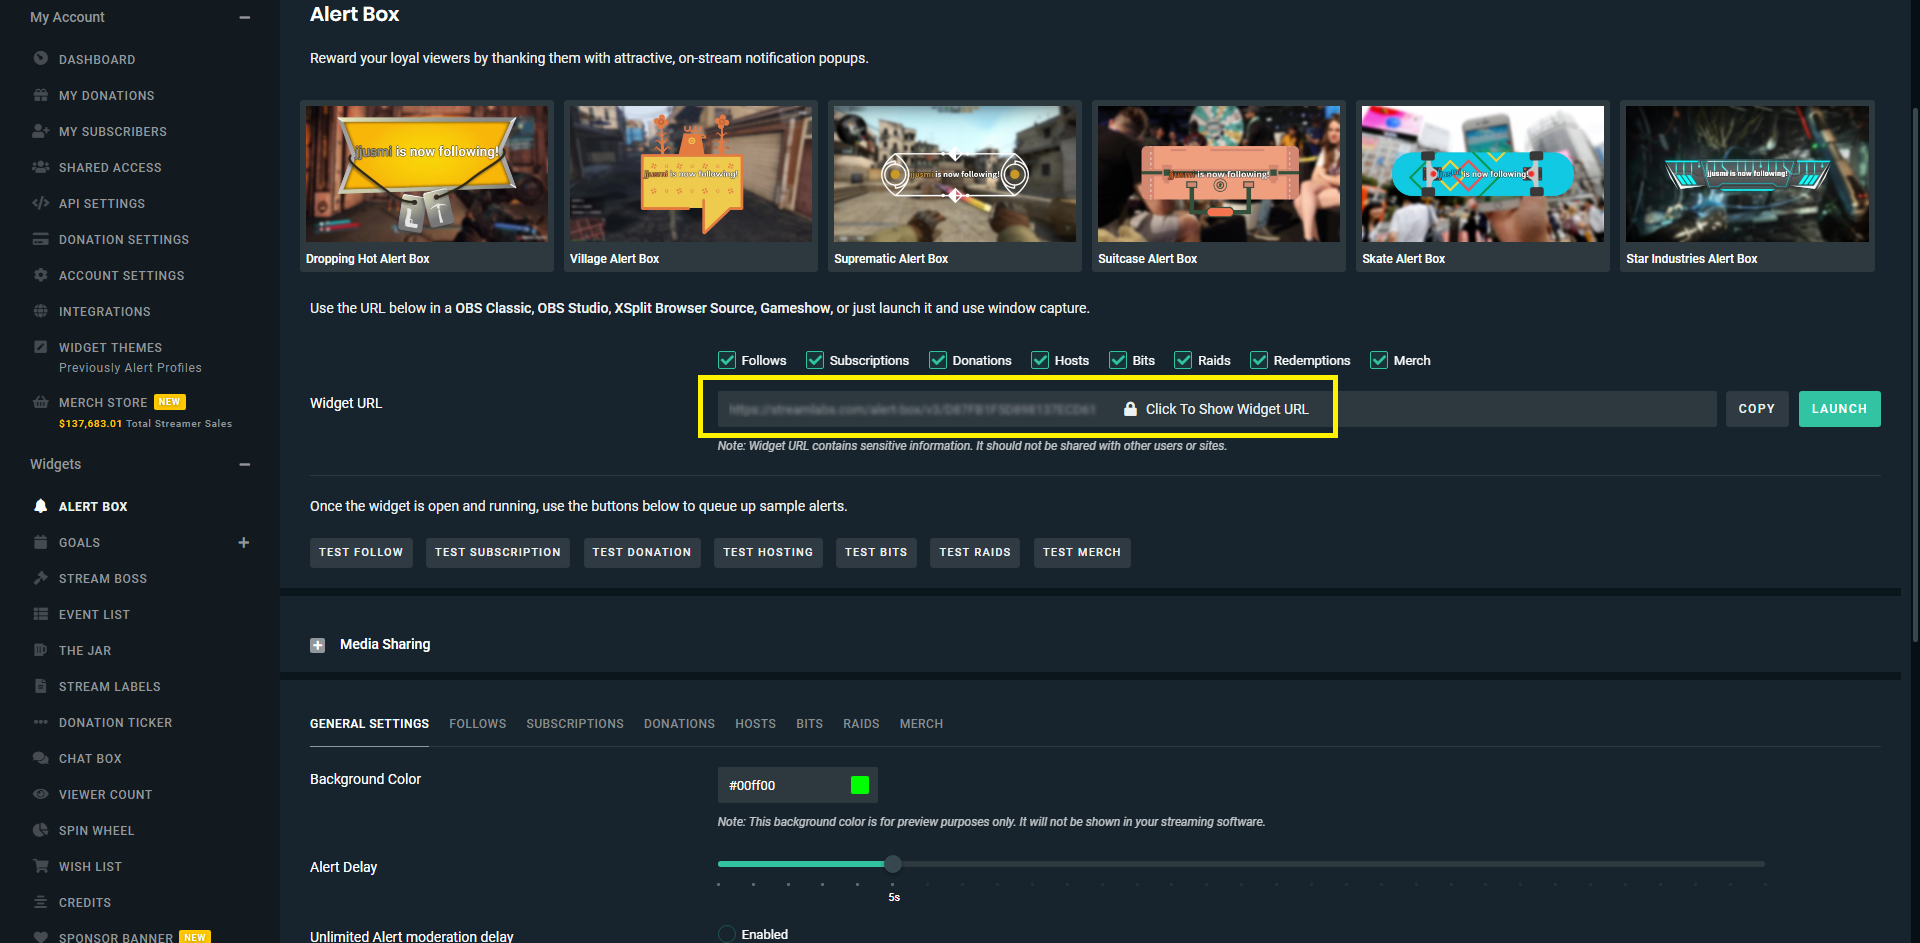 My Account
DASHBOARD
MY DONATIONS
MY SUBSCRIBERS
SHARED ACCESS
API SETTINGS
DONATION SETTINGS
ACCOUNT SETTINGS
INTEGRATIONS
WIDGET THEMES
Previously Alert Profiles
MERCH STORE NEW
$137,683.01 Total Streamer Sales
Widgets
ALERT BOX
GOALS
STREAM BOSS
EVENT LIST
THE JAR
STREAM LABELS
DONATION TICKER
CHAT BOX
VIEWER COUNT
SPIN WHEEL
WISH LIST
CREDITS
SPONSOR BANNER NEW
Alert Box
Reward your loyal viewers by thanking them with attractive, on-stream notification popups.
jjusmi is now following!
jjusmi is now following!
jjusmi is now following!
jjusmi is now following!
jjusmi is now following!
jjusmi is now following!
Dropping Hot Alert Box
Village Alert Box
Suprematic Alert Box
Suitcase Alert Box
Skate Alert Box
Star Industries Alert Box
Use the URL below in a OBS Classic, OBS Studio, XSplit Browser Source, Gameshow, or just launch it and use window capture.
Follows Subscriptions Donations Hosts Bits Raids Redemptions Merch
Widget URL
Click To Show Widget URL
COPY
LAUNCH
Note: Widget URL contains sensitive information. It should not be shared with other users or sites.
Once the widget is open and running, use the buttons below to queue up sample alerts.
TEST FOLLOW TEST SUBSCRIPTION TEST DONATION TEST HOSTING TEST BITS TEST RAIDS TEST MERCH
Media Sharing
GENERAL SETTINGS FOLLOWS SUBSCRIPTIONS DONATIONS HOSTS BITS RAIDS MERCH
Background Color
#00ff00
Note: This background color is for preview purposes only. It will not be shown in your streaming software.
Alert Delay
5s
Unlimited Alert moderation delay
Enabled